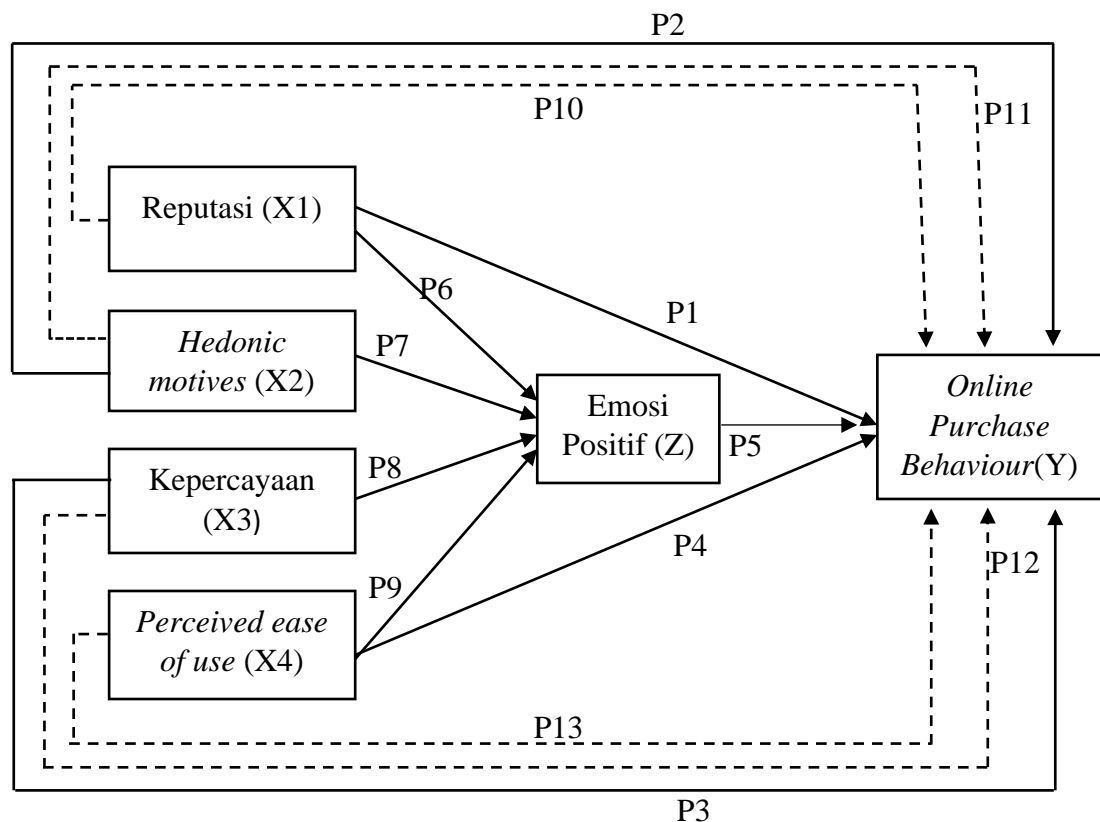 P2
P10
P11
Reputasi (X1)
P6
P1
Hedonic
motives (X2)
P7
Emosi
Positif (Z)
P5
Online
Purchase
Behaviour(Y)
Kepercayaan
(X3)
P8
P4
P12
P9
Perceived ease
of use (X4)
P13
P3